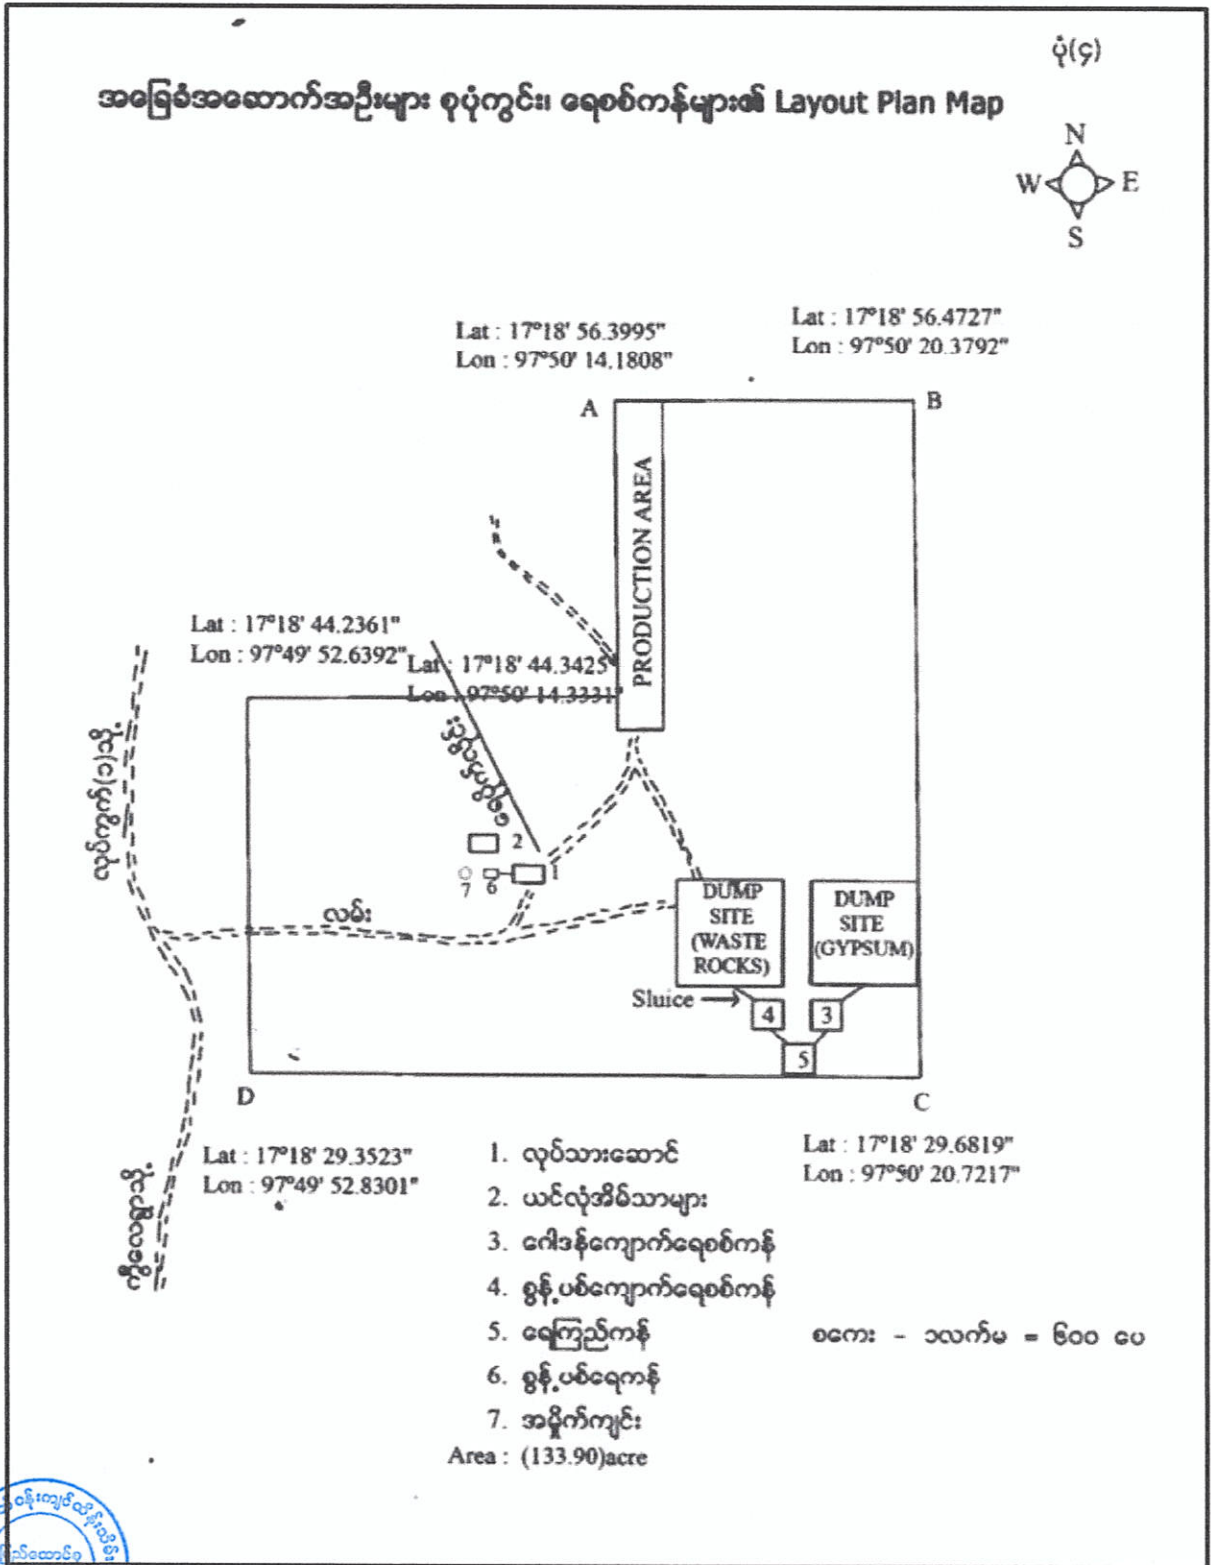 ပုံ(၄)
အခြေခံအဆောက်အဦးများ စုပုံကွင်း၊ ရေစစ်ကန်များ၏ Layout Plan Map
N
W E
S
Lat : 17°18' 56.3995"
Lon : 97°50' 14.1808"
Lat : 17°18' 56.4727"
Lon : 97°50' 20.3792"
A
B
PRODUCTION AREA
Lat : 17°18' 44.2361"
Lon : 97°49' 52.6392"
Lat : 17°18' 44.3425"
Lon : 97°50' 14.3331"
လုပ်ကွက်(၁)သို့
2
1
7 6
လမ်း
DUMP
SITE
(WASTE
ROCKS)
DUMP
SITE
(GYPSUM)
Sluice
4
3
5
D
C
Lat : 17°18' 29.3523"
Lon : 97°49' 52.8301"
Lat : 17°18' 29.6819"
Lon : 97°50' 20.7217"
1. လုပ်သားဆောင်
2. ယင်လုံအိမ်သာများ
3. ဂေါဒန်ကျောက်ရေစစ်ကန်
4. စွန့်ပစ်ကျောက်ရေစစ်ကန်
5. ရေကြည်ကန်
6. စွန့်ပစ်ရေကန်
7. အမှိုက်ကျင်း
စကေး - ၁လက်မ = ၆၀၀ ပေ
Area : (133.90)acre